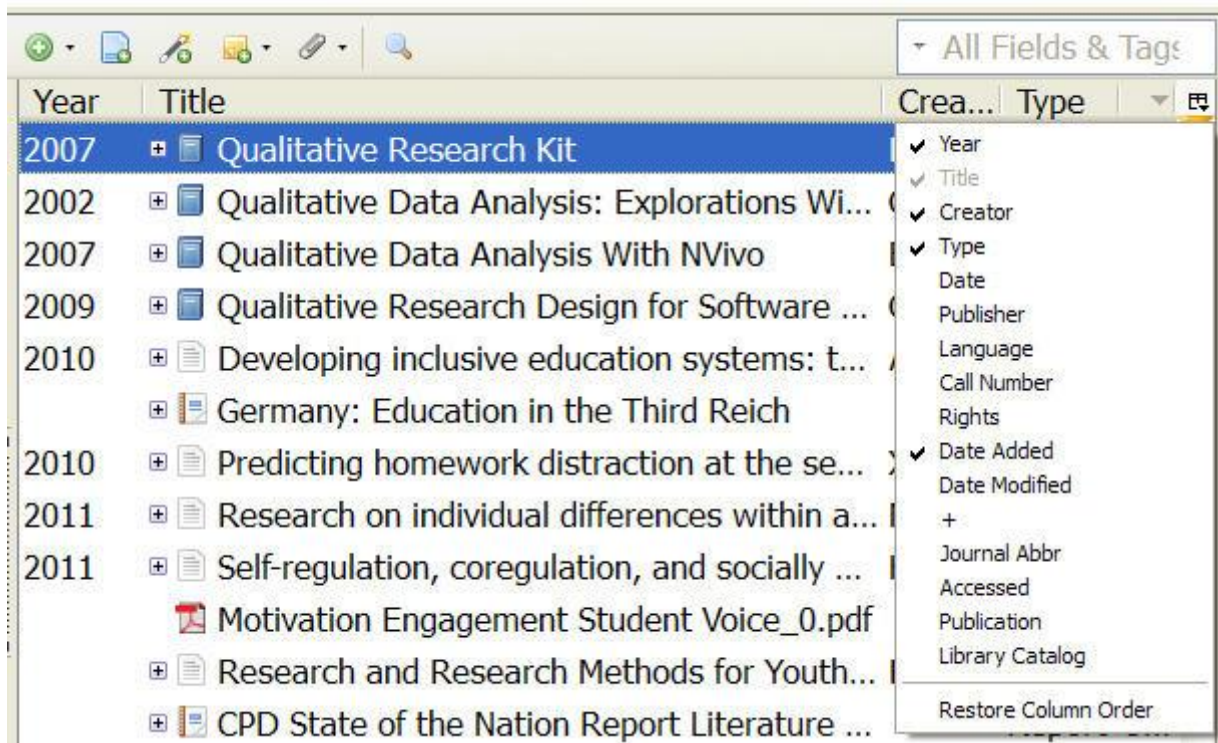 All Fields & Tags
Year Title Crea... Type
2007 Qualitative Research Kit
2002 Qualitative Data Analysis: Explorations Wi...
2007 Qualitative Data Analysis With NVivo
2009 Qualitative Research Design for Software ...
2010 Developing inclusive education systems: t...
Germany: Education in the Third Reich
2010 Predicting homework distraction at the se...
2011 Research on individual differences within a...
2011 Self-regulation, coregulation, and socially ...
Motivation Engagement Student Voice_0.pdf
Research and Research Methods for Youth...
CPD State of the Nation Report Literature ...
Year
Title
Creator
Type
Date
Publisher
Language
Call Number
Rights
Date Added
Date Modified
+
Journal Abbr
Accessed
Publication
Library Catalog
Restore Column Order